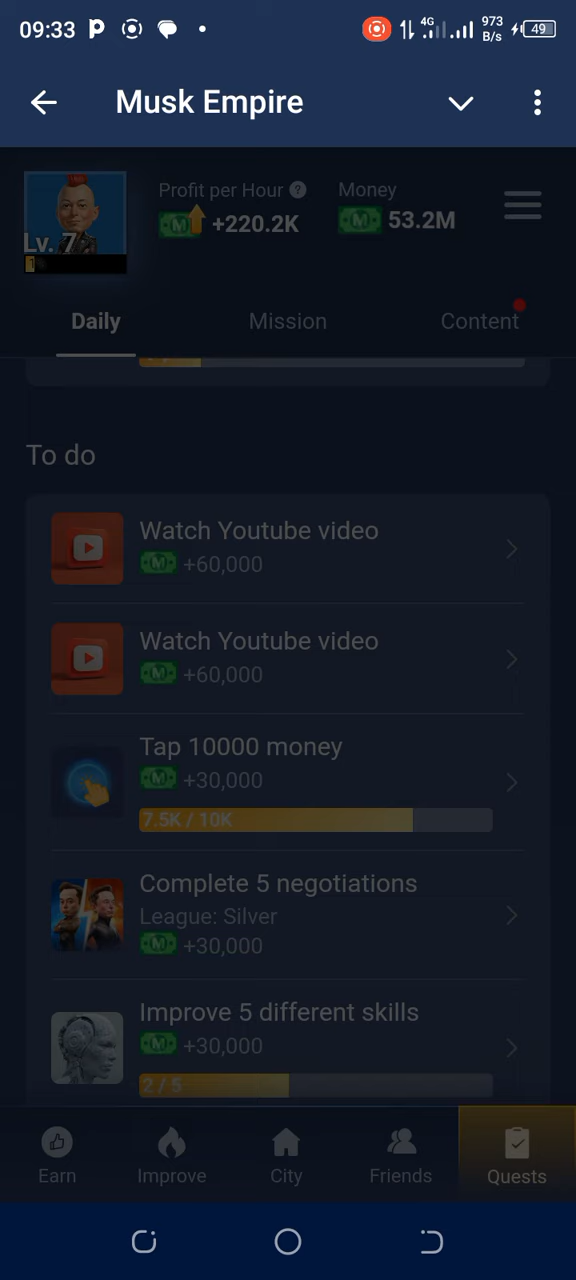 09:33
4G
973
B/s
49
Musk Empire
Profit per Hour ?
Money
+220.2K
53.2M
Lv. 7
Daily
Mission
Content
To do
Watch Youtube video
+60,000
Watch Youtube video
+60,000
Tap 10000 money
+30,000
7.5K / 10K
Complete 5 negotiations
League: Silver
+30,000
Improve 5 different skills
+30,000
2 / 5
Earn
Improve
City
Friends
Quests